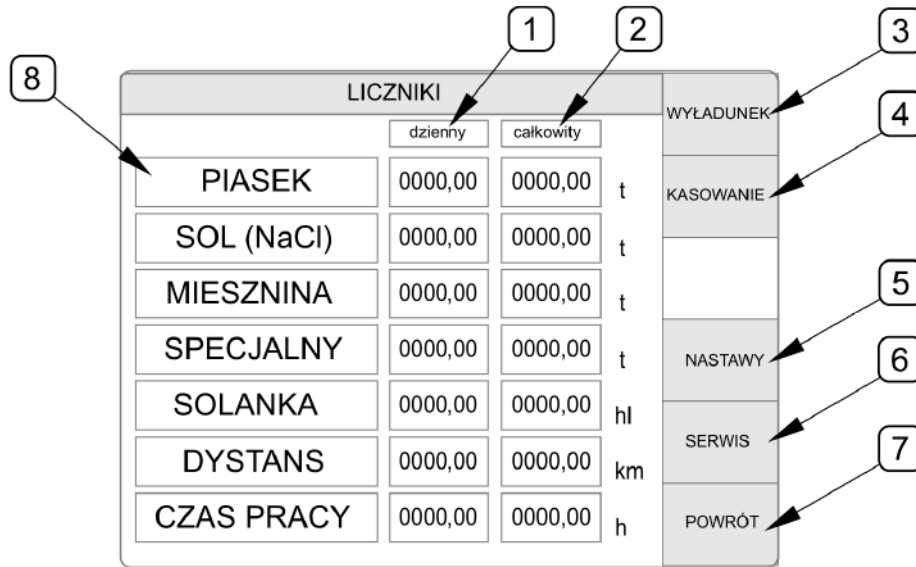 1 2 3
8 LICZNIKI WYŁADUNEK
4
dzienny całkowity
PIASEK 0000,00 0000,00 t KASOWANIE
SOL (NaCl) 0000,00 0000,00 t
MIESZNINA 0000,00 0000,00 t
5
SPECJALNY 0000,00 0000,00 t NASTAWY
6
SOLANKA 0000,00 0000,00 hl
SERWIS
DYSTANS 0000,00 0000,00 km
7
CZAS PRACY 0000,00 0000,00 h POWRÓT